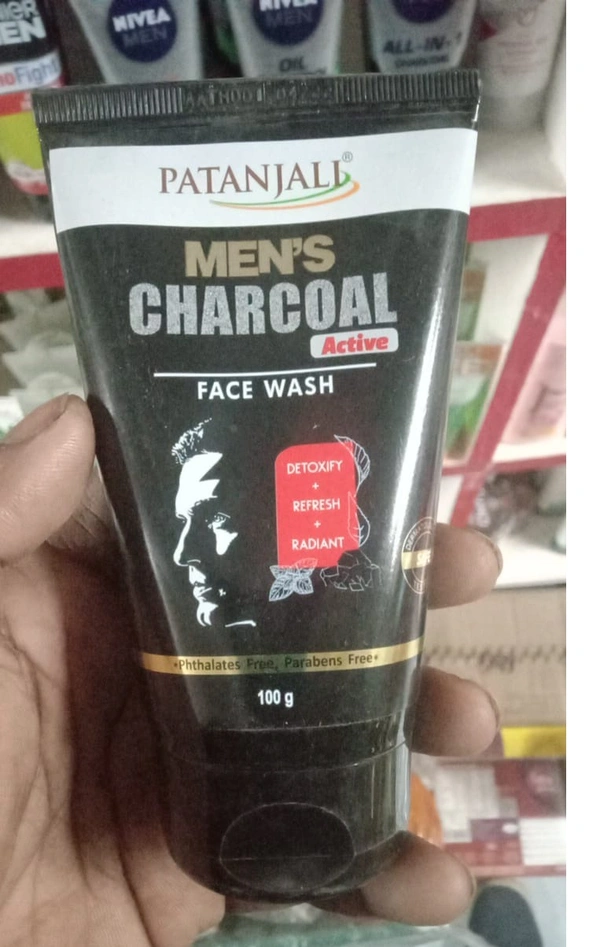 NIVEA
MEN
NIVEA
MEN
OIL
ALL-IN-1
PATANJALI®
MEN'S
CHARCOAL
Active
FACE WASH
DETOXIFY
+
REFRESH
+
RADIANT
•Phthalates Free, Parabens Free•
100 g